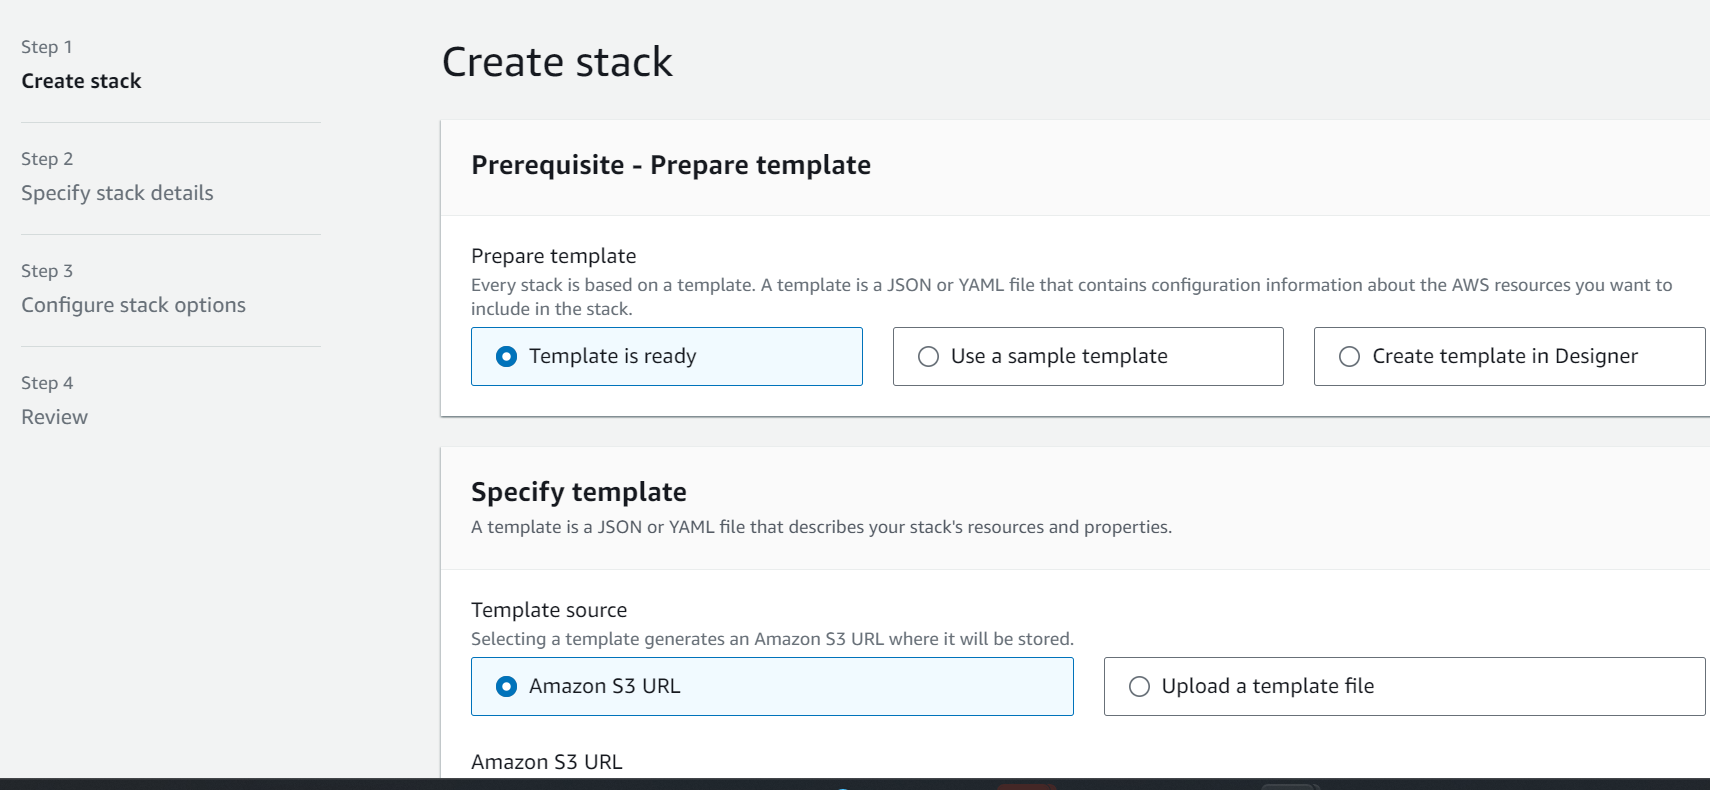 Step 1
Create stack
Step 2
Specify stack details
Step 3
Configure stack options
Step 4
Review
Create stack
Prerequisite - Prepare template
Prepare template
Every stack is based on a template. A template is a JSON or YAML file that contains configuration information about the AWS resources you want to
include in the stack.
Template is ready
Use a sample template
Create template in Designer
Specify template
A template is a JSON or YAML file that describes your stack's resources and properties.
Template source
Selecting a template generates an Amazon S3 URL where it will be stored.
Amazon S3 URL
Upload a template file
Amazon S3 URL